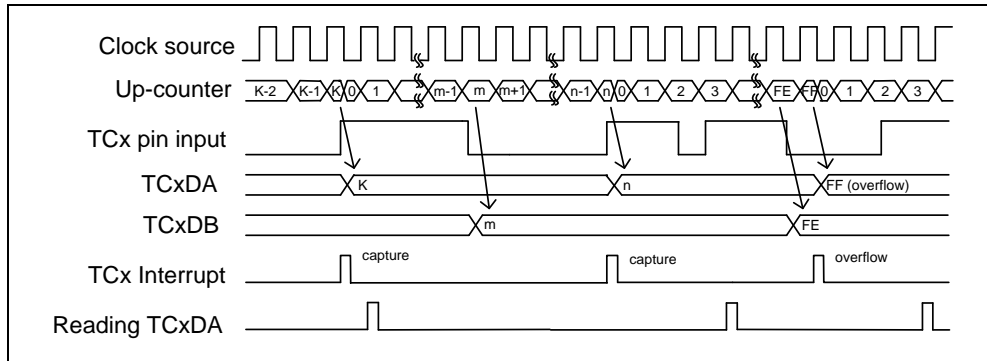 Clock source
Up-counter K-2 K-1 K 0 1 m-1 m m+1 n-1 n 0 1 2 3 FE FF 0 1 2 3
TCx pin input
TCxDA K n FF (overflow)
TCxDB m FE
TCx Interrupt capture capture overflow
Reading TCxDA